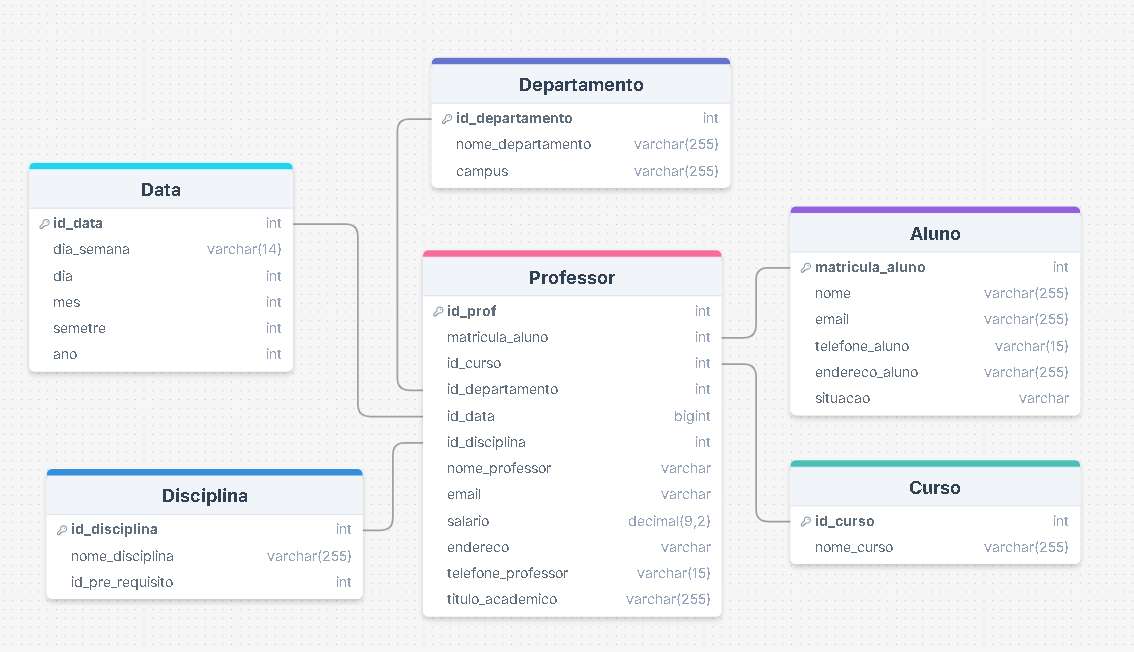 Departamento
id_departamento int
nome_departamento varchar(255)
campus varchar(255)
Data
id_data int
dia_semana varchar(14)
dia int
mes int
semetre int
ano int
Professor
id_prof int
matricula_aluno int
id_curso int
id_departamento int
id_data bigint
id_disciplina int
nome_professor varchar
email varchar
salario decimal(9,2)
endereco varchar
telefone_professor varchar(15)
titulo_academico varchar(255)
Aluno
matricula_aluno int
nome varchar(255)
email varchar(255)
telefone_aluno varchar(15)
endereco_aluno varchar(255)
situacao varchar
Disciplina
id_disciplina int
nome_disciplina varchar(255)
id_pre_requisito int
Curso
id_curso int
nome_curso varchar(255)